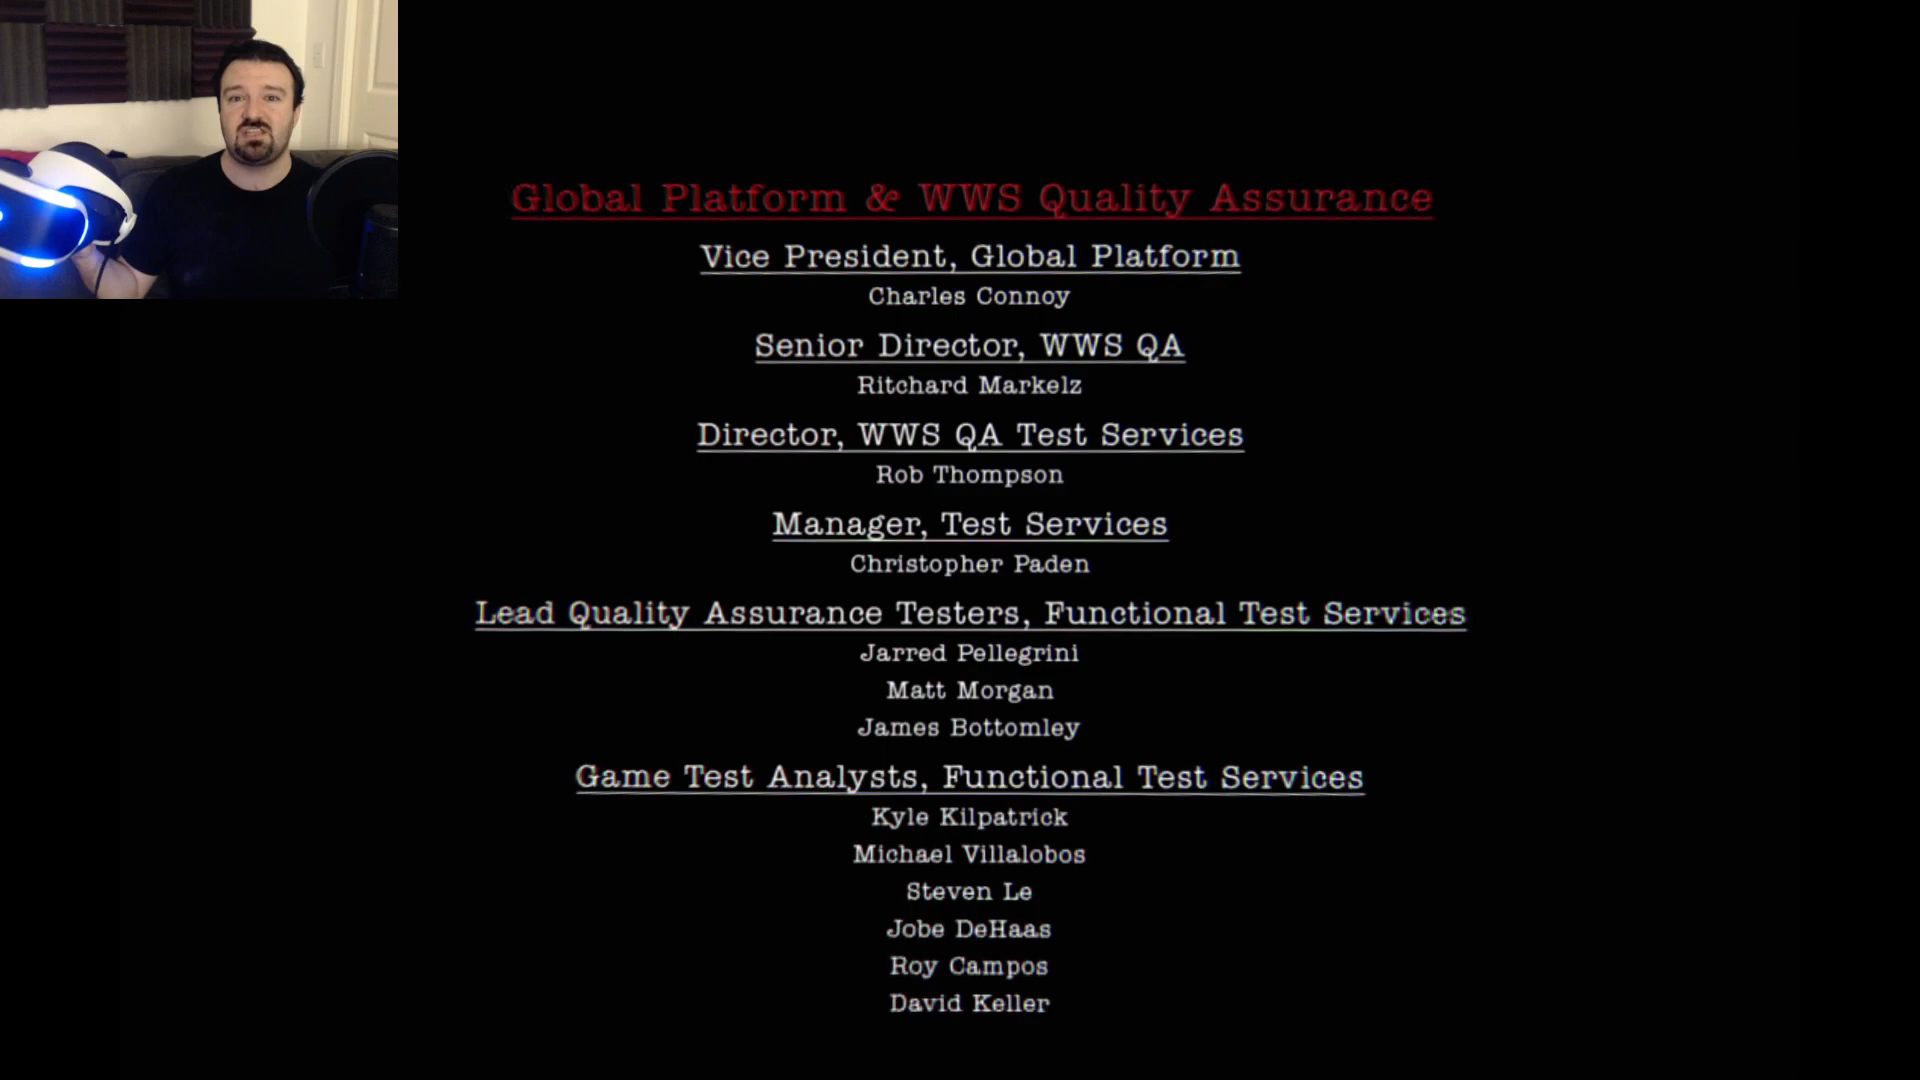 Global Platform & WWS Quality Assurance
Vice President, Global Platform
Charles Connoy
Senior Director, WWS QA
Ritchard Markelz
Director, WWS QA Test Services
Rob Thompson
Manager, Test Services
Christopher Paden
Lead Quality Assurance Testers, Functional Test Services
Jarred Pellegrini
Matt Morgan
James Bottomley
Game Test Analysts, Functional Test Services
Kyle Kilpatrick
Michael Villalobos
Steven Le
Jobe DeHaas
Roy Campos
David Keller